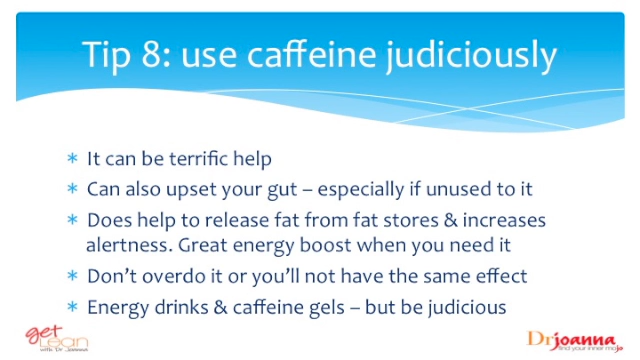 Tip 8: use caffeine judiciously
* It can be terrific help
* Can also upset your gut – especially if unused to it
* Does help to release fat from fat stores & increases
alertness. Great energy boost when you need it
* Don't overdo it or you'll not have the same effect
* Energy drinks & caffeine gels – but be judicious
get
Lean
with Dr Joanna
Drjoanna
find your inner mojo